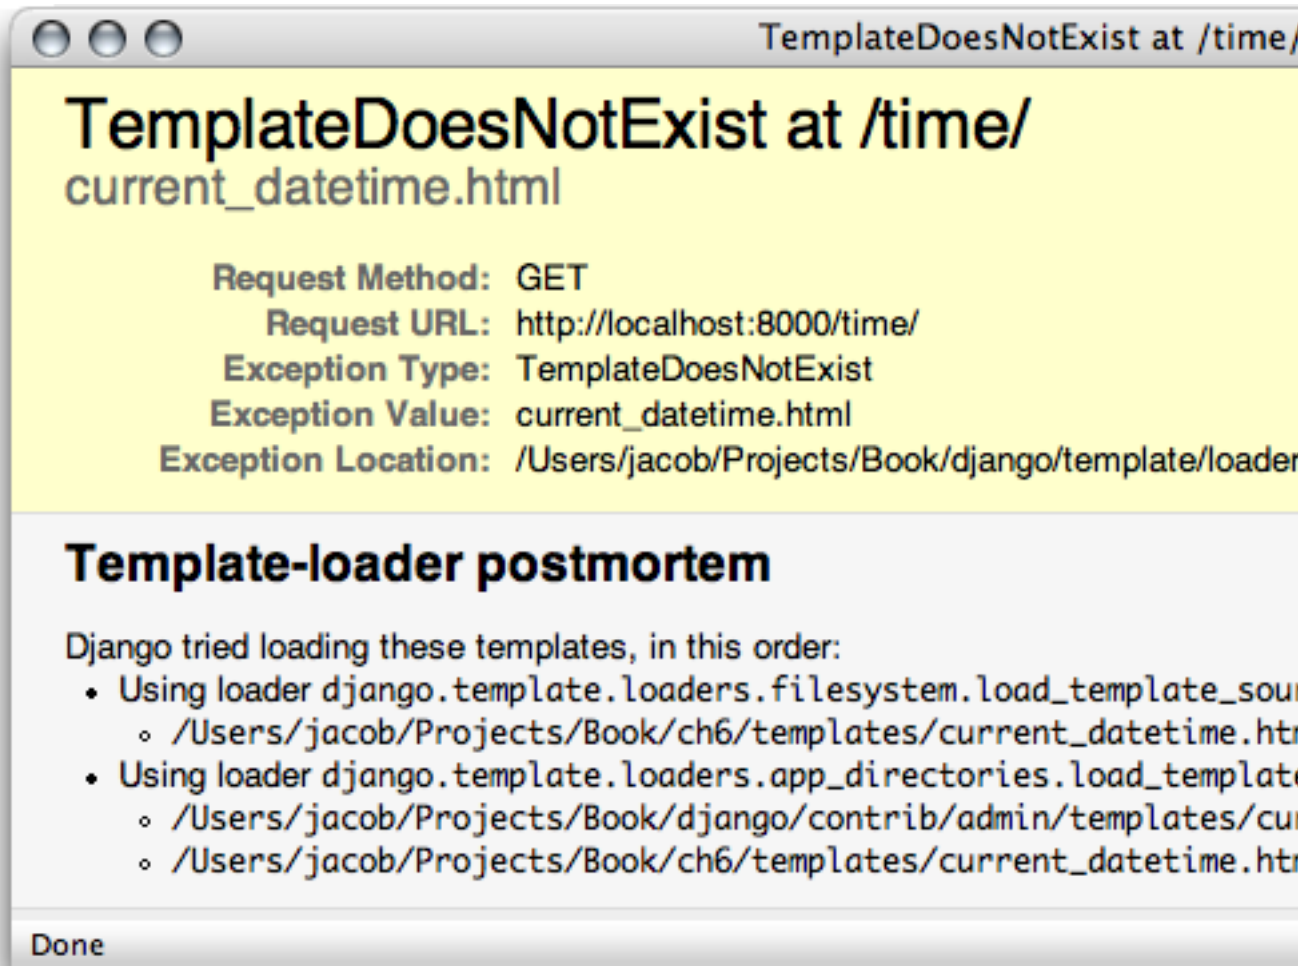 TemplateDoesNotExist at /time/
TemplateDoesNotExist at /time/
current_datetime.html
Request Method: GET
Request URL: http://localhost:8000/time/
Exception Type: TemplateDoesNotExist
Exception Value: current_datetime.html
Exception Location: /Users/jacob/Projects/Book/django/template/loader
Template-loader postmortem
Django tried loading these templates, in this order:
• Using loader django.template.loaders.filesystem.load_template_sour
◦ /Users/jacob/Projects/Book/ch6/templates/current_datetime.htm
• Using loader django.template.loaders.app_directories.load_template
◦ /Users/jacob/Projects/Book/django/contrib/admin/templates/cur
◦ /Users/jacob/Projects/Book/ch6/templates/current_datetime.htm
Done